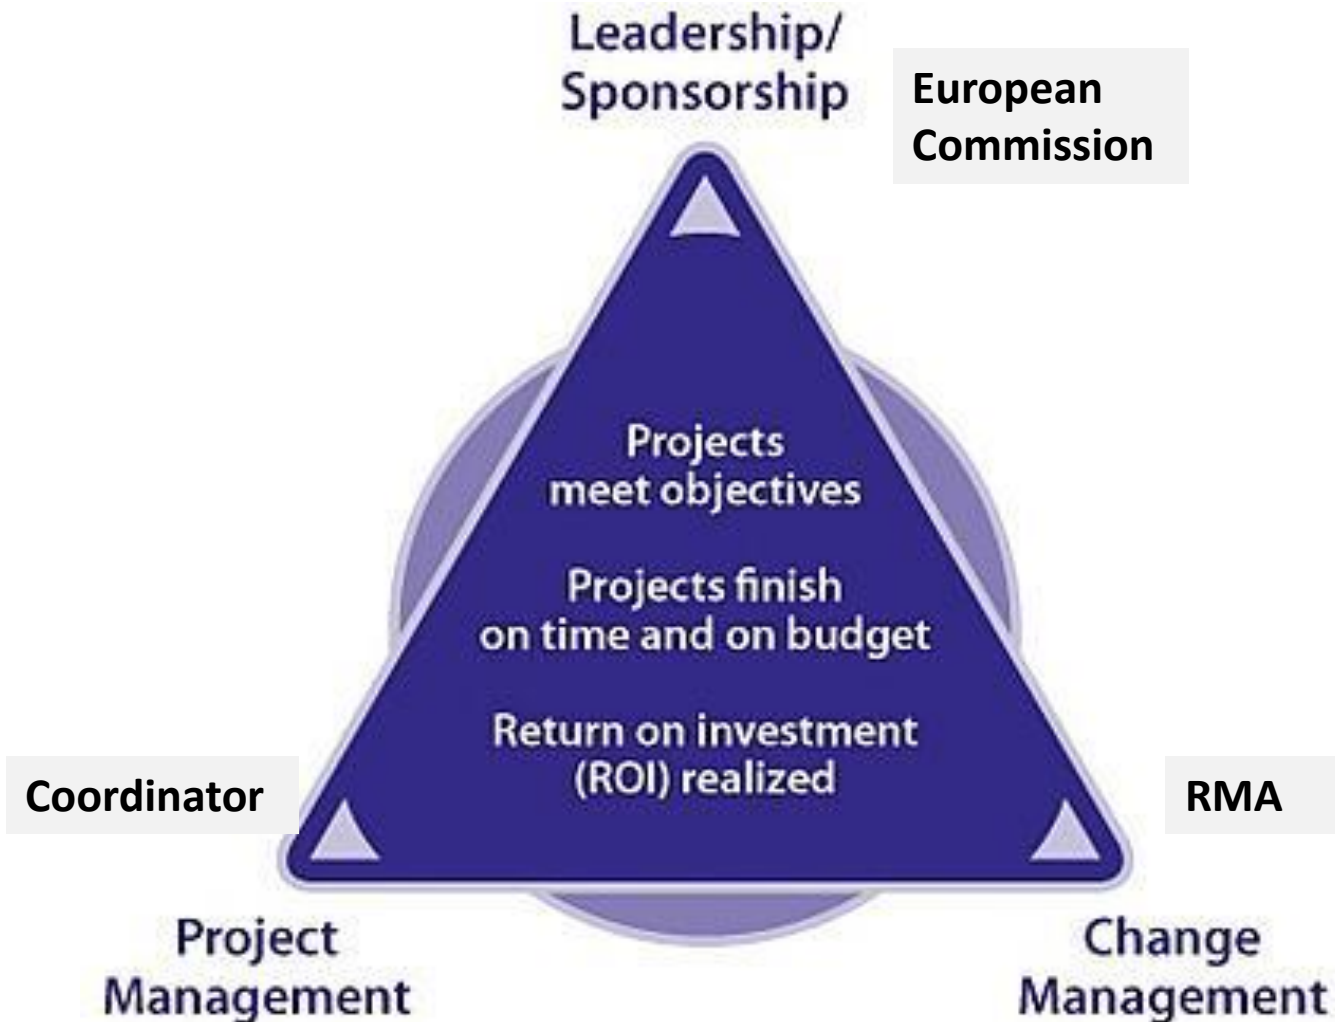 Leadership/
Sponsorship
European
Commission
Projects
meet objectives
Projects finish
on time and on budget
Return on investment
(ROI) realized
Coordinator
RMA
Project
Management
Change
Management